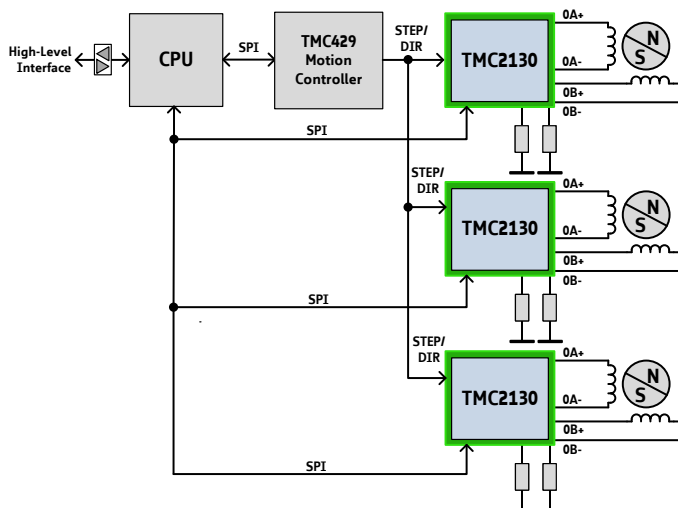 High-Level
Interface
CPU
SPI
TMC429
Motion
Controller
STEP/
DIR
TMC2130
0A+
0A-
0B+
0B-
N
S
SPI
STEP/
DIR
TMC2130
0A+
0A-
0B+
0B-
N
S
SPI
STEP/
DIR
TMC2130
0A+
0A-
0B+
0B-
N
S
SPI